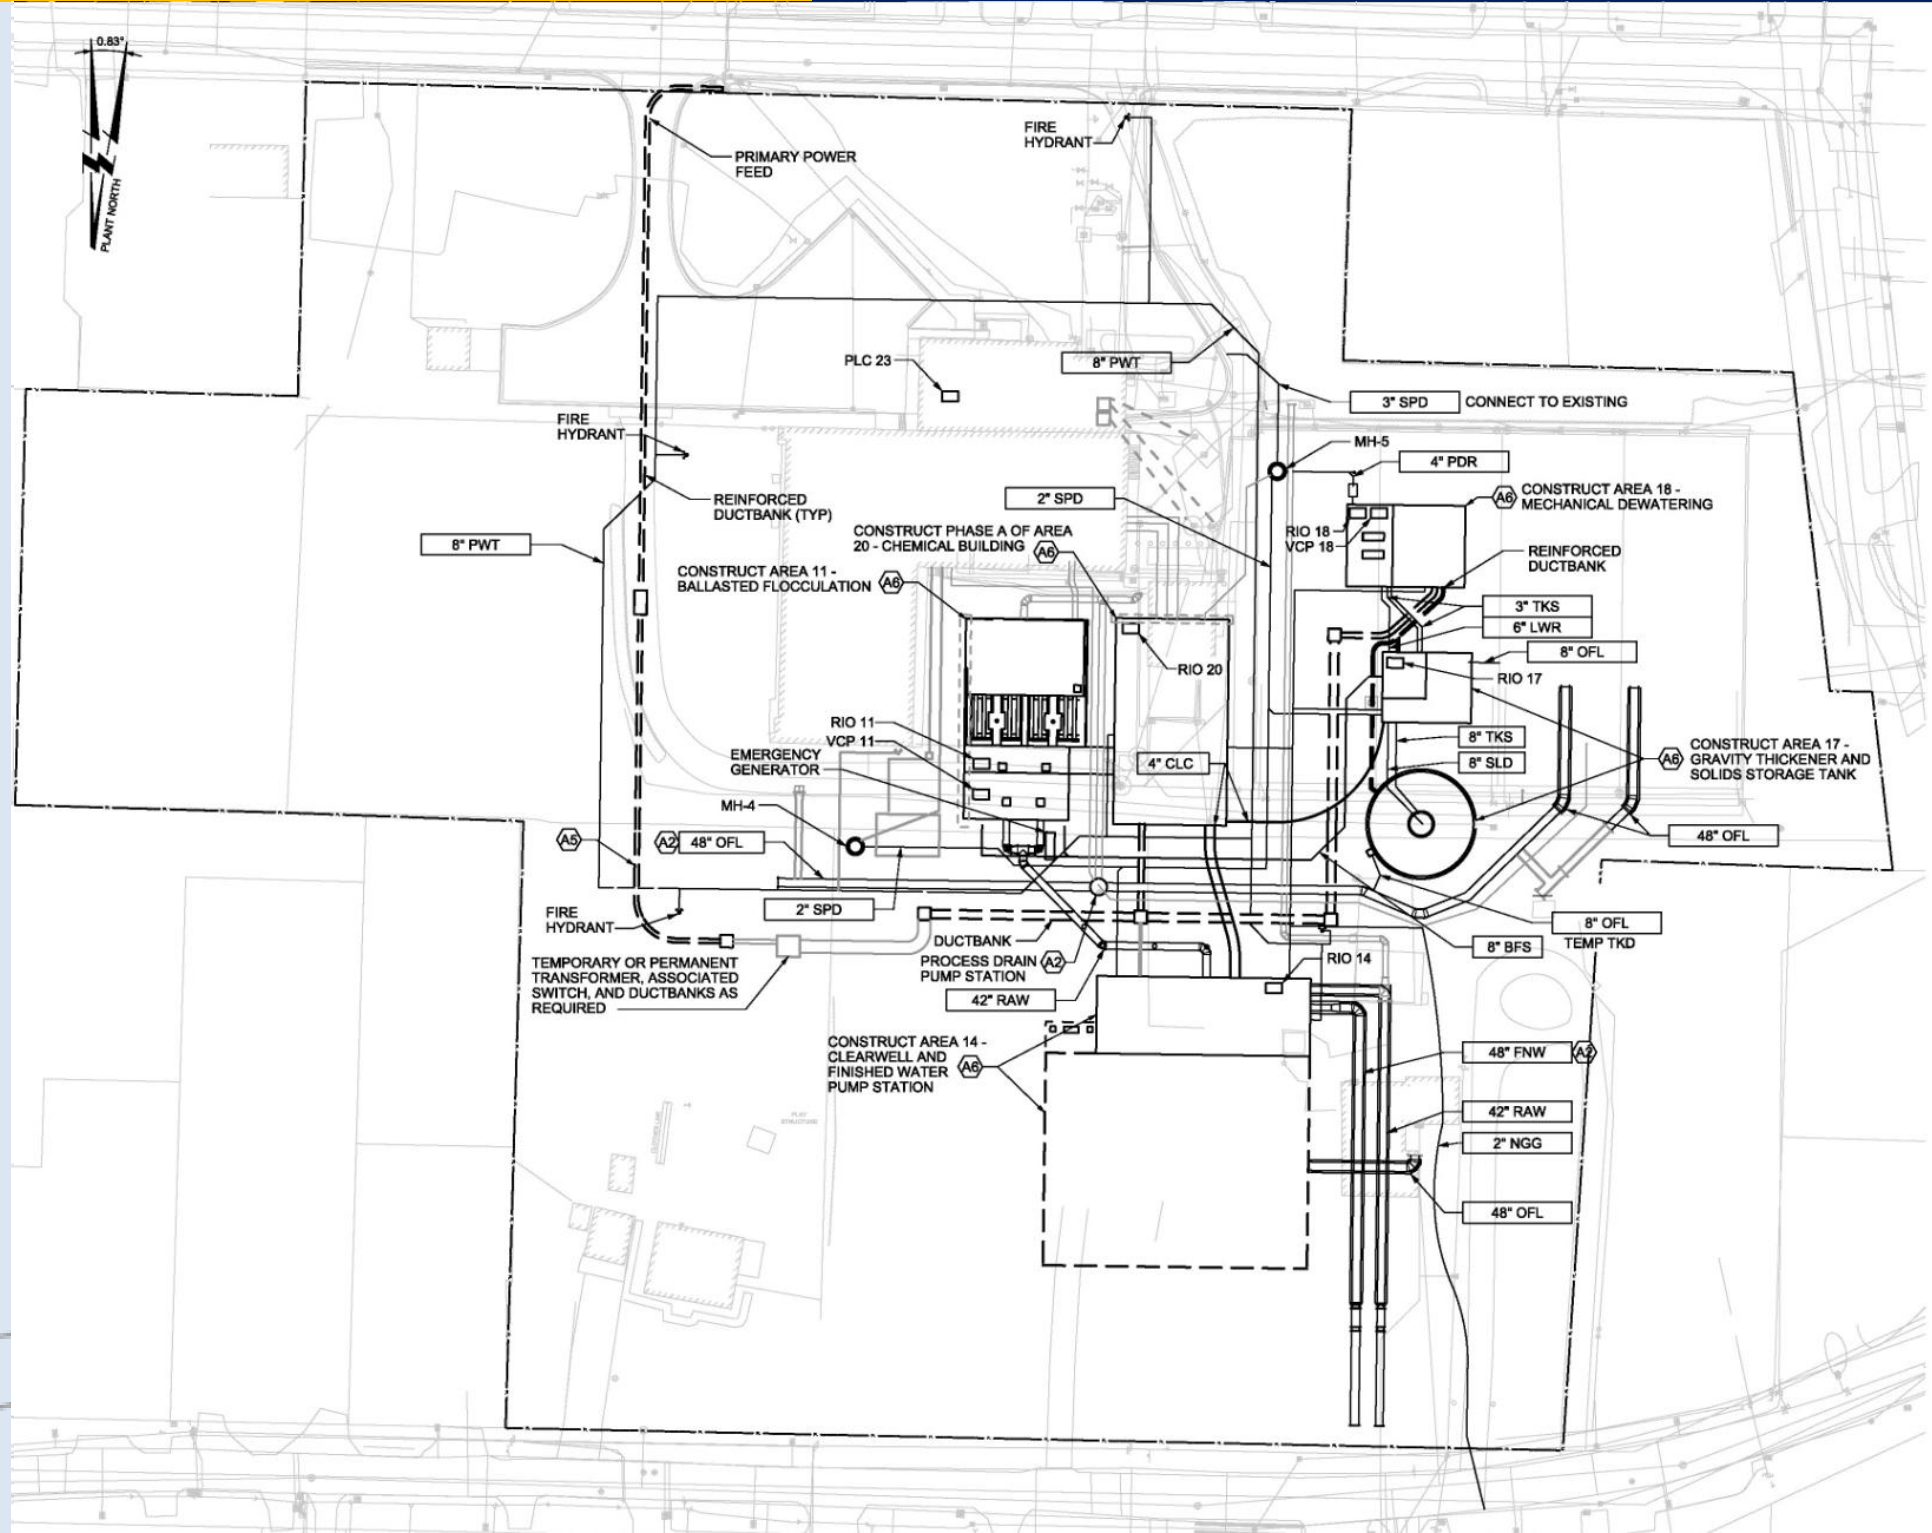 0.83°
PLANT NORTH
FIRE
HYDRANT
PRIMARY POWER
FEED
PLC 23
8" PWT
3" SPD
CONNECT TO EXISTING
FIRE
HYDRANT
MH-5
4" PDR
REINFORCED
DUCTBANK (TYP)
2" SPD
A6
CONSTRUCT AREA 18 -
MECHANICAL DEWATERING
8" PWT
CONSTRUCT PHASE A OF AREA
20 - CHEMICAL BUILDING
A6
RIO 18
VCP 18
REINFORCED
DUCTBANK
CONSTRUCT AREA 11 -
BALLASTED FLOCCULATION
A6
3" TKS
6" LWR
8" OFL
RIO 20
RIO 17
RIO 11
VCP 11
EMERGENCY
GENERATOR
4" CLC
8" TKS
8" SLD
A6
CONSTRUCT AREA 17 -
GRAVITY THICKENER AND
SOLIDS STORAGE TANK
MH-4
A5
A2
48" OFL
48" OFL
2" SPD
FIRE
HYDRANT
8" OFL
TEMP TKD
DUCTBANK
8" BFS
PROCESS DRAIN
PUMP STATION
A2
TEMPORARY OR PERMANENT
TRANSFORMER, ASSOCIATED
SWITCH, AND DUCTBANKS AS
REQUIRED
RIO 14
42" RAW
CONSTRUCT AREA 14 -
CLEARWELL AND
FINISHED WATER
PUMP STATION
A6
48" FNW
A2
42" RAW
2" NGG
48" OFL
PLAY
STRUCTURE